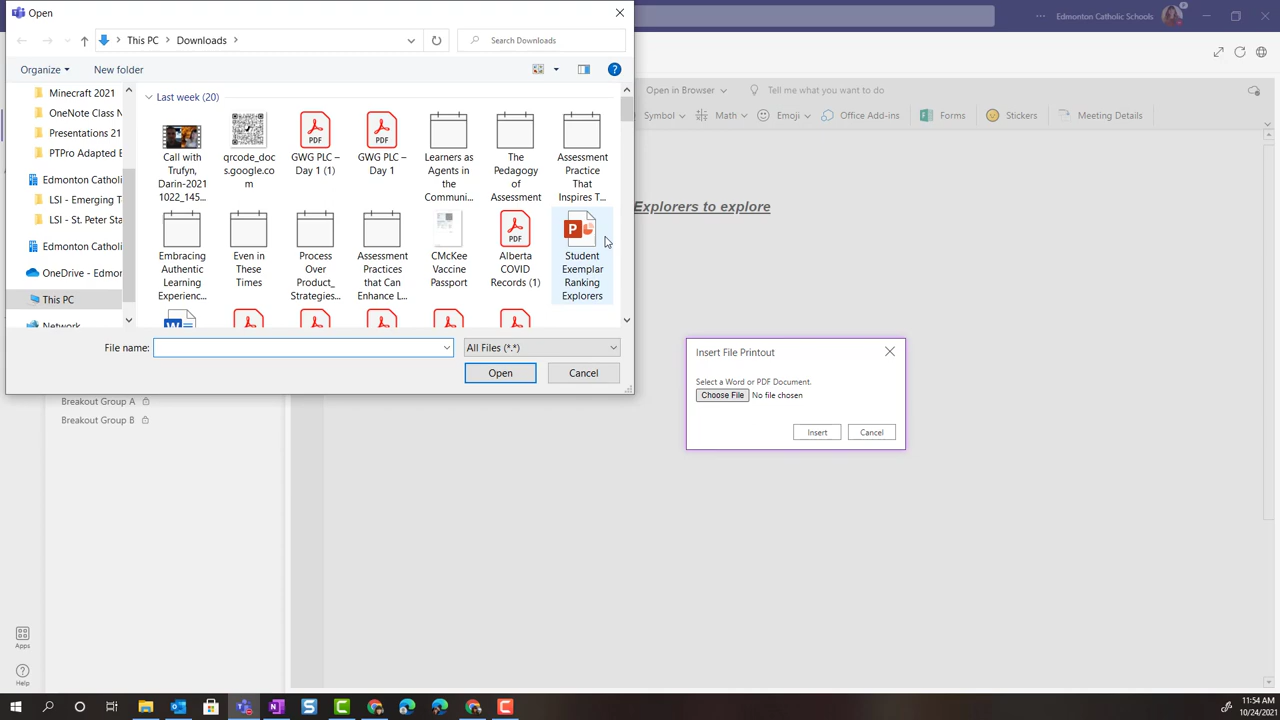 Open
Edmonton Catholic Schools
This PC
Downloads
Search Downloads
Organize
New folder
Open in Browser
Tell me what you want to do
Symbol
Math
Emoji
Office Add-ins
Forms
Stickers
Meeting Details
Minecraft 2021
OneNote Class N
Presentations 21
PTPro Adapted E
Edmonton Catholi
LSI - Emerging T
LSI - St. Peter Sta
Edmonton Catholi
OneDrive - Edmon
This PC
Network
Last week (20)
Call with
Trufyn,
Darin-2021
1022_145...
qrcode_doc
s.google.co
m
PDF
GWG PLC –
Day 1 (1)
PDF
GWG PLC –
Day 1
Learners as
Agents in
the
Communi...
The
Pedagogy
of
Assessment
Assessment
Practice
That
Inspires T...
Embracing
Authentic
Learning
Experienc...
Even in
These
Times
Process
Over
Product_
Strategies...
Assessment
Practices
that Can
Enhance L...
CMcKee
Vaccine
Passport
PDF
Alberta
COVID
Records (1)
Student
Exemplar
Ranking
Explorers
Explorers to explore
File name:
All Files (*.*)
Open
Cancel
Insert File Printout
Select a Word or PDF Document.
Choose File
No file chosen
Insert
Cancel
Breakout Group A
Breakout Group B
Apps
Help
11:54 AM
10/24/2021